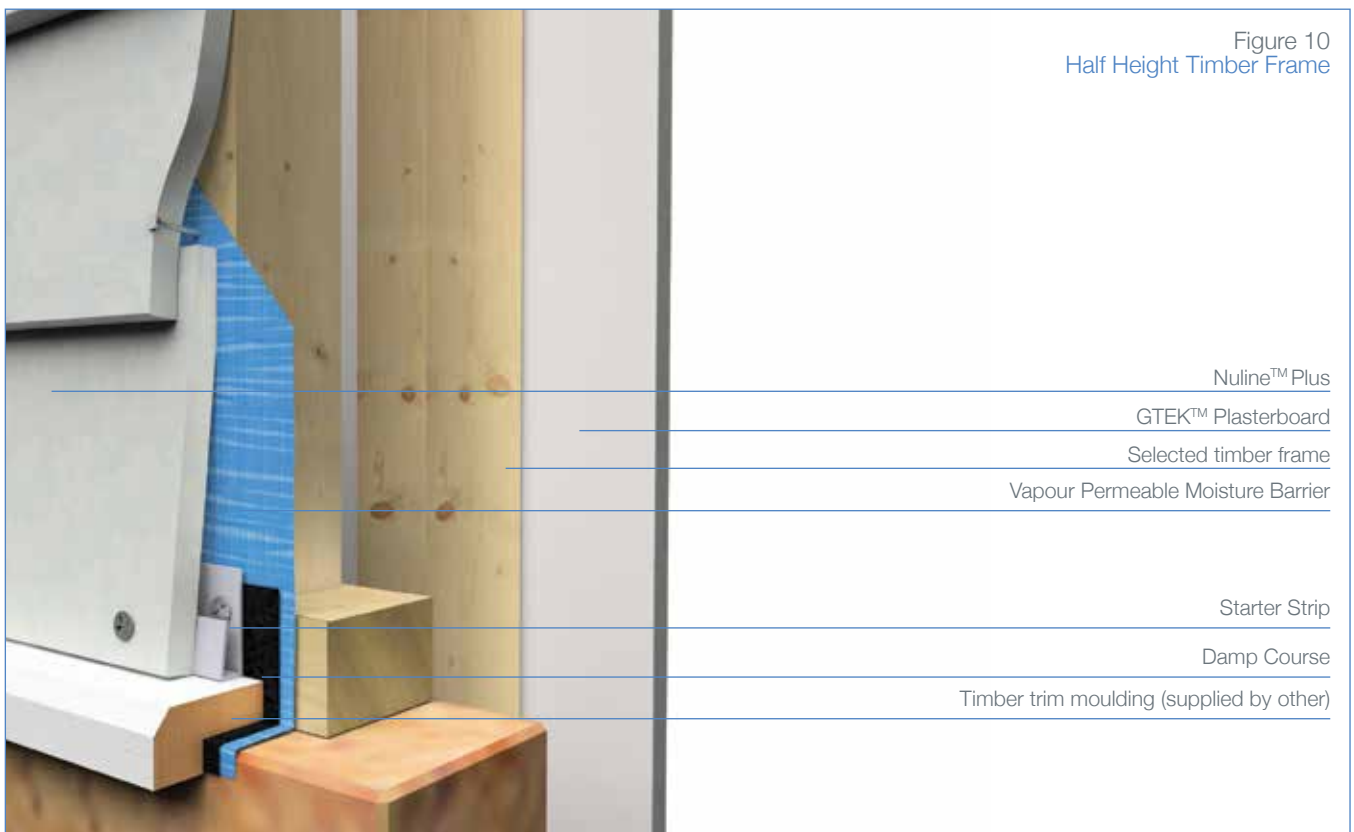 Figure 10
Half Height Timber Frame
Nuline™ Plus
GTEK™ Plasterboard
Selected timber frame
Vapour Permeable Moisture Barrier
Starter Strip
Damp Course
Timber trim moulding (supplied by other)